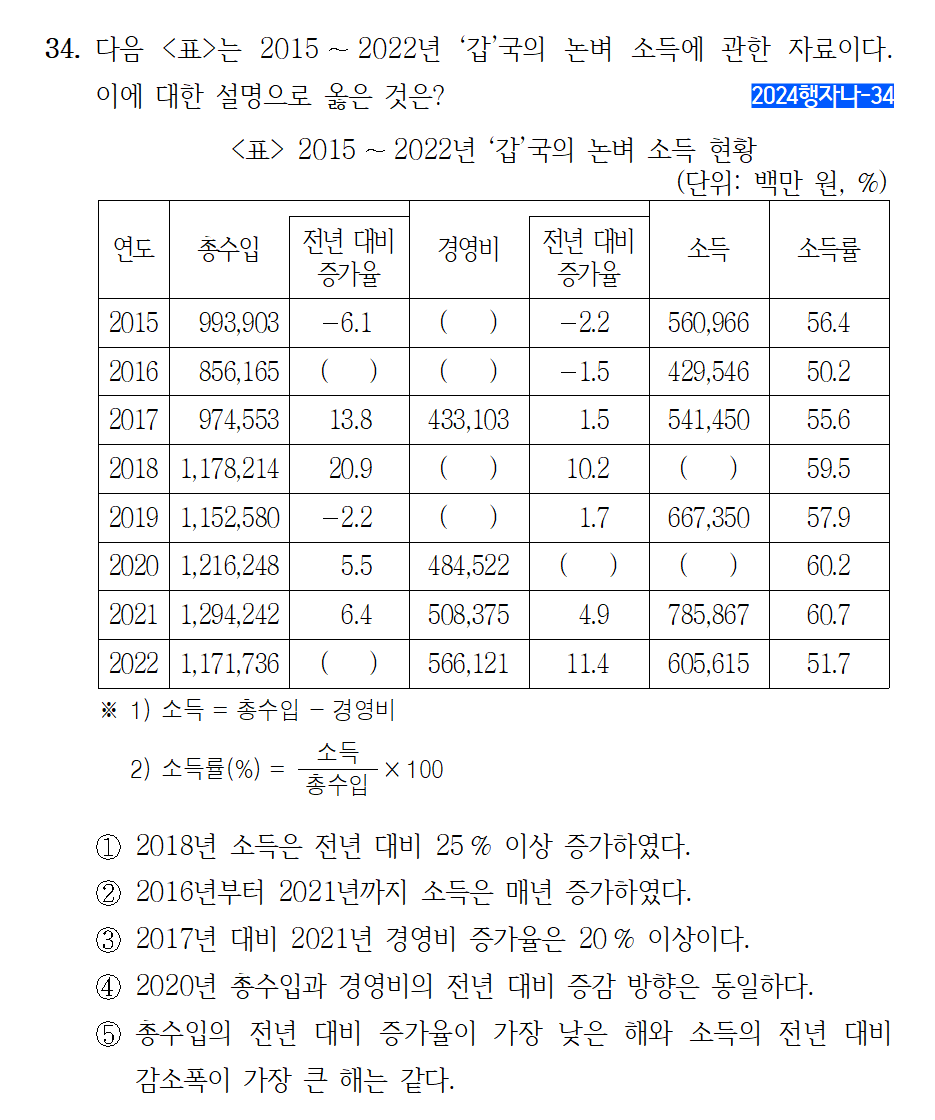 34. 다음 <표>는 2015 ~ 2022년 ‘갑’국의 논벼 소득에 관한 자료이다.
이에 대한 설명으로 옳은 것은?
2024행자나-34
<표> 2015 ~ 2022년 ‘갑’국의 논벼 소득 현황
(단위: 백만 원, %)
연도 총수입 전년 대비 증가율 경영비 전년 대비 증가율 소득 소득률
2015 993,903 −6.1 ( ) −2.2 560,966 56.4
2016 856,165 ( ) ( ) −1.5 429,546 50.2
2017 974,553 13.8 433,103 1.5 541,450 55.6
2018 1,178,214 20.9 ( ) 10.2 ( ) 59.5
2019 1,152,580 −2.2 ( ) 1.7 667,350 57.9
2020 1,216,248 5.5 484,522 ( ) ( ) 60.2
2021 1,294,242 6.4 508,375 4.9 785,867 60.7
2022 1,171,736 ( ) 566,121 11.4 605,615 51.7
※ 1) 소득 = 총수입 − 경영비
2) 소득률(%) = 소득/총수입 × 100
① 2018년 소득은 전년 대비 25 % 이상 증가하였다.
② 2016년부터 2021년까지 소득은 매년 증가하였다.
③ 2017년 대비 2021년 경영비 증가율은 20 % 이상이다.
④ 2020년 총수입과 경영비의 전년 대비 증감 방향은 동일하다.
⑤ 총수입의 전년 대비 증가율이 가장 낮은 해와 소득의 전년 대비
감소폭이 가장 큰 해는 같다.